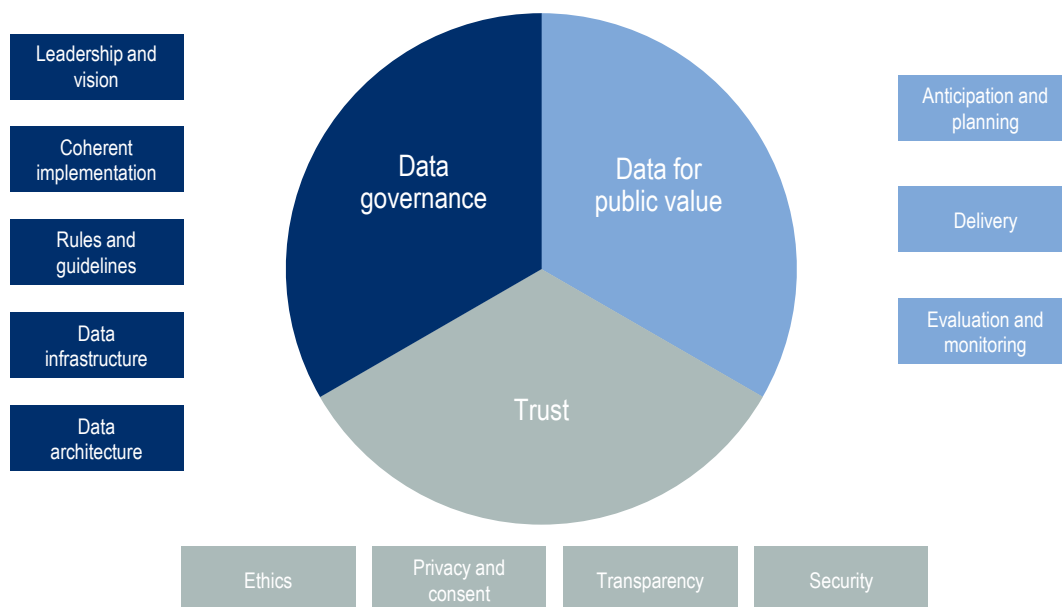 Leadership and
vision
Coherent
implementation
Rules and
guidelines
Data
infrastructure
Data
architecture
Data
governance
Data for
public value
Trust
Anticipation and
planning
Delivery
Evaluation and
monitoring
Ethics
Privacy and
consent
Transparency
Security